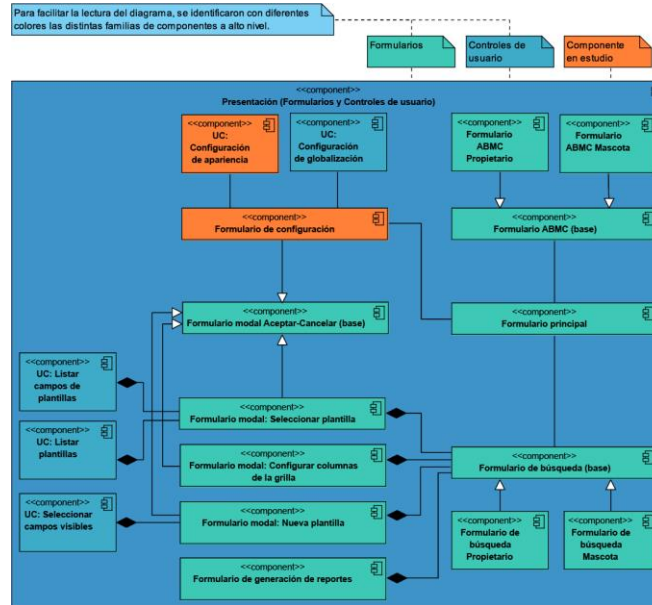 Para facilitar la lectura del diagrama, se identificaron con diferentes
colores las distintas familias de componentes a alto nivel.
Formularios
Controles de
usuario
Componente
en estudio
<<component>>
Presentación (Formularios y Controles de usuario)
<<component>>
UC:
Configuración
de apariencia
<<component>>
UC:
Configuración
de globalización
<<component>>
Formulario
ABMC
Propietario
<<component>>
Formulario
ABMC Mascota
<<component>>
Formulario de configuración
<<component>>
Formulario ABMC (base)
<<component>>
Formulario modal Aceptar-Cancelar (base)
<<component>>
Formulario principal
<<component>>
UC: Listar
campos de
plantillas
<<component>>
Formulario modal: Seleccionar plantilla
<<component>>
UC: Listar
plantillas
<<component>>
Formulario modal: Configurar columnas
de la grilla
<<component>>
Formulario de búsqueda (base)
<<component>>
UC: Seleccionar
campos visibles
<<component>>
Formulario modal: Nueva plantilla
<<component>>
Formulario de
búsqueda
Propietario
<<component>>
Formulario de
búsqueda
Mascota
<<component>>
Formulario de generación de reportes